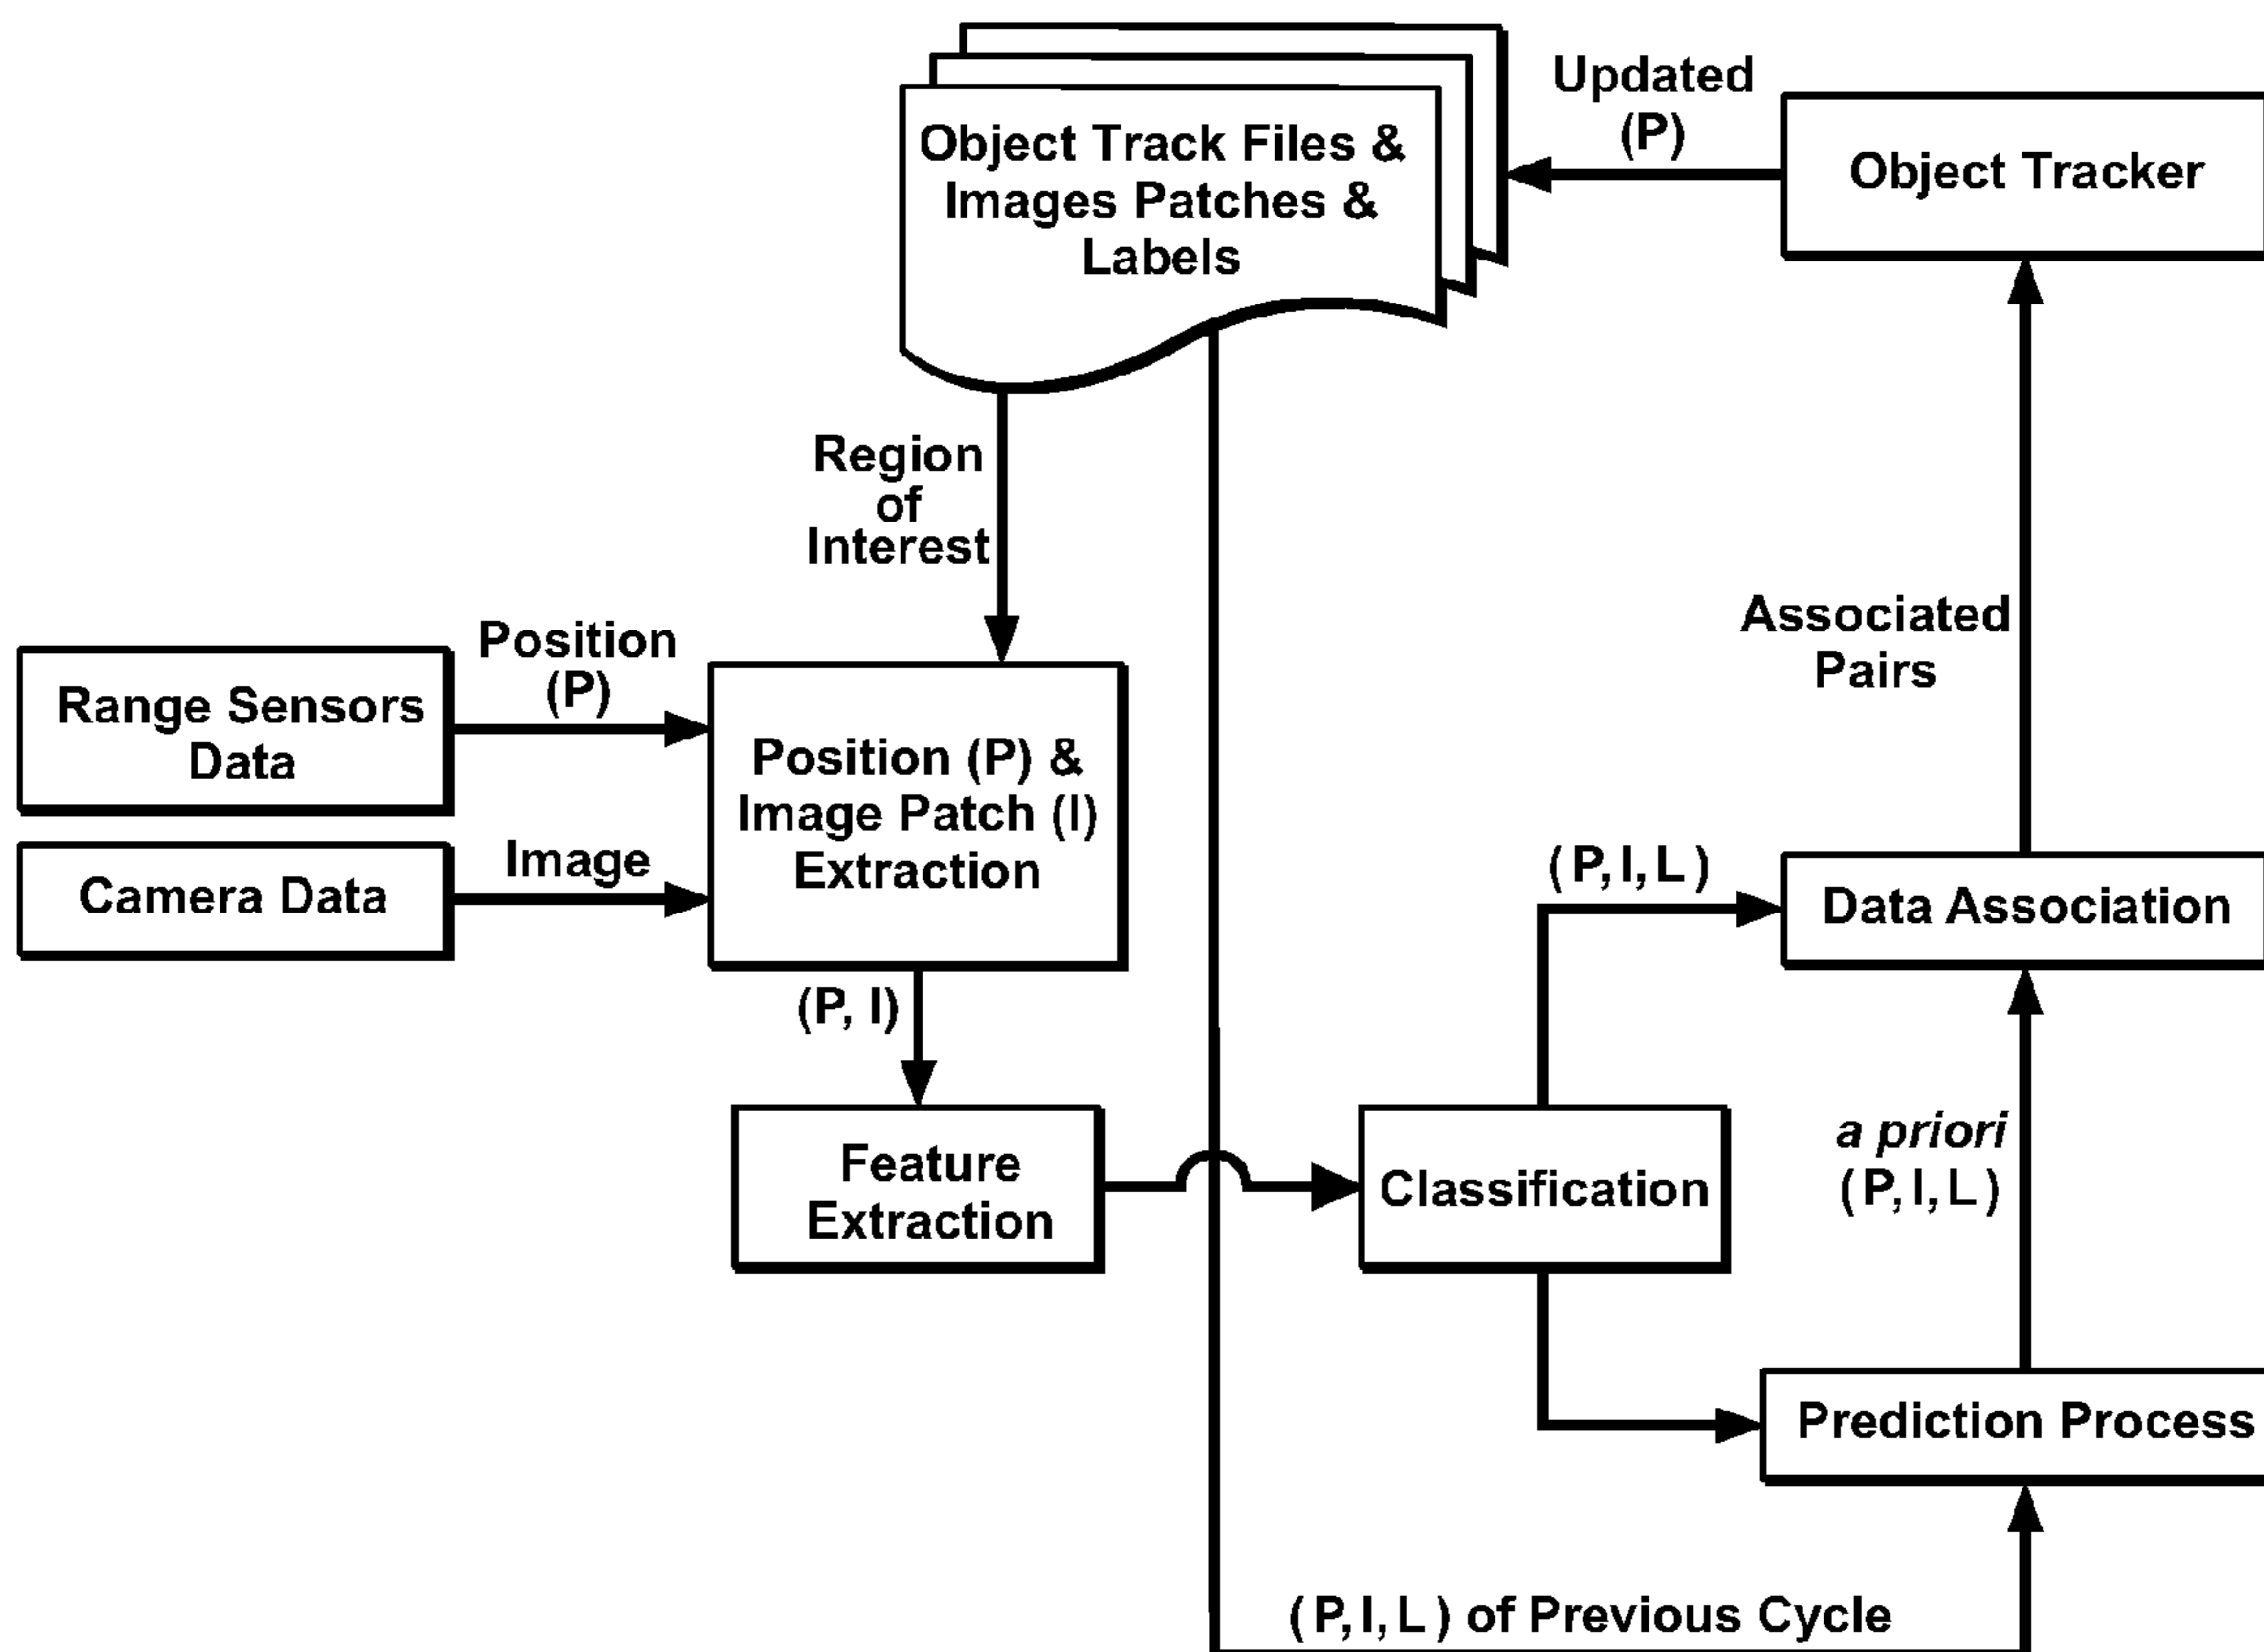 Object Track Files &
Images Patches &
Labels
Updated
(P)
Object Tracker
Region
of
Interest
Associated
Pairs
Range Sensors
Data
Position
(P)
Position (P) &
Image Patch (I)
Extraction
Camera Data
Image
(P, I, L)
Data Association
(P, I)
Feature
Extraction
Classification
a priori
(P, I, L)
Prediction Process
(P, I, L) of Previous Cycle